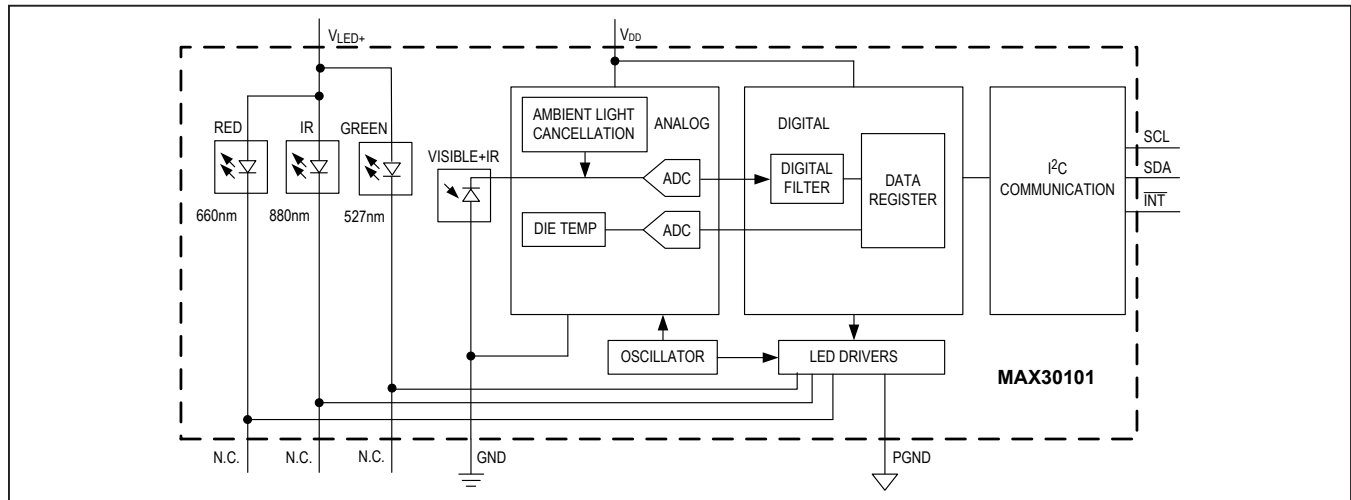 VLED+
VDD
RED
IR
GREEN
660nm
880nm
527nm
VISIBLE+IR
AMBIENT LIGHT
CANCELLATION
ANALOG
ADC
DIE TEMP
ADC
DIGITAL
DIGITAL
FILTER
DATA
REGISTER
I2C
COMMUNICATION
SCL
SDA
INT
OSCILLATOR
LED DRIVERS
MAX30101
N.C.
N.C.
N.C.
GND
PGND